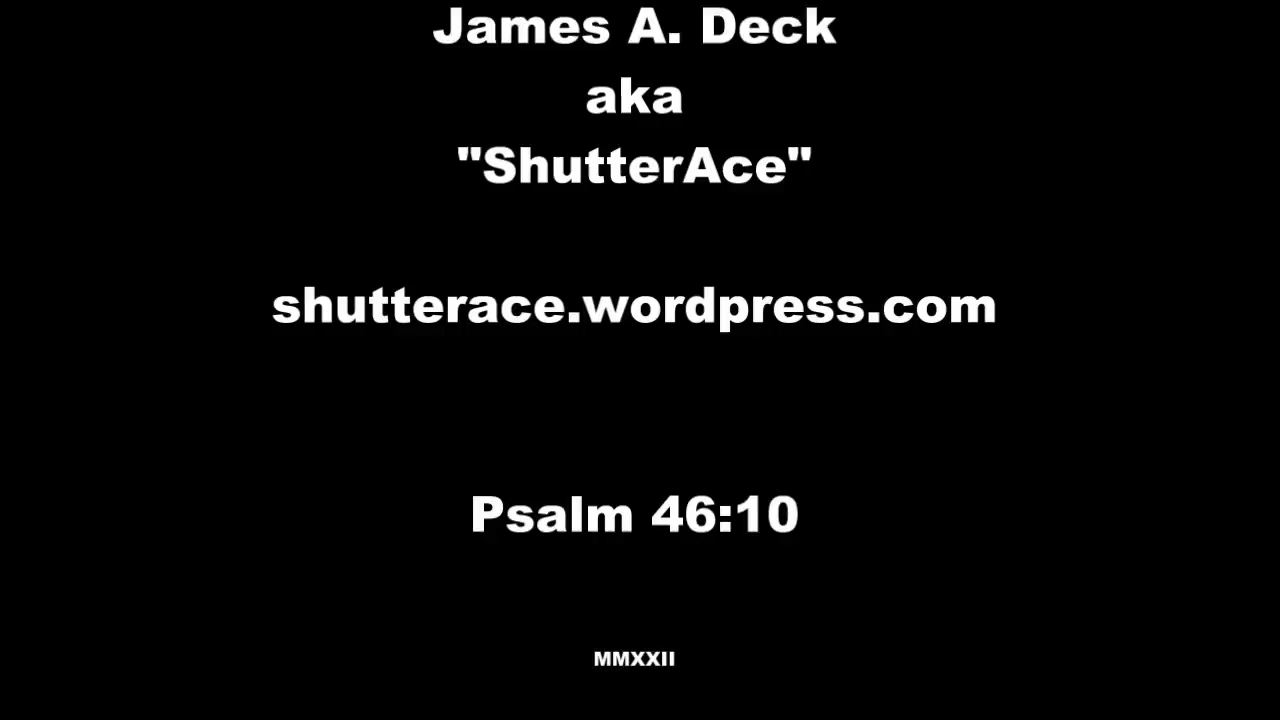 James A. Deck
aka
"ShutterAce"
shutterace.wordpress.com
Psalm 46:10
MMXXII